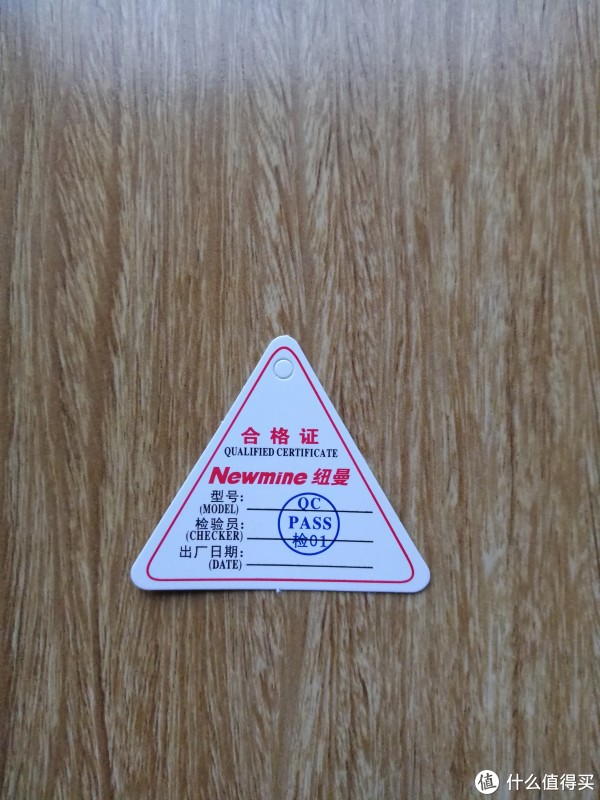 合格证
QUALIFIED CERTIFICATE
Newmine 纽曼
型号:
(MODEL)
QC
检验员:
PASS
(CHECKER)
检01
出厂日期:
(DATE)
值 什么值得买